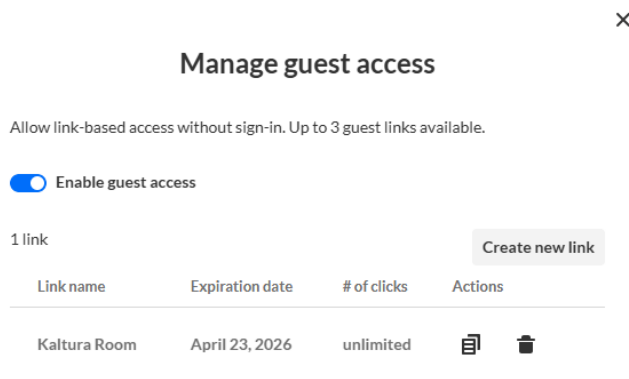 Manage guest access
Allow link-based access without sign-in. Up to 3 guest links available.
Enable guest access
1 link
Create new link
Link name Expiration date # of clicks Actions
Kaltura Room April 23, 2026 unlimited